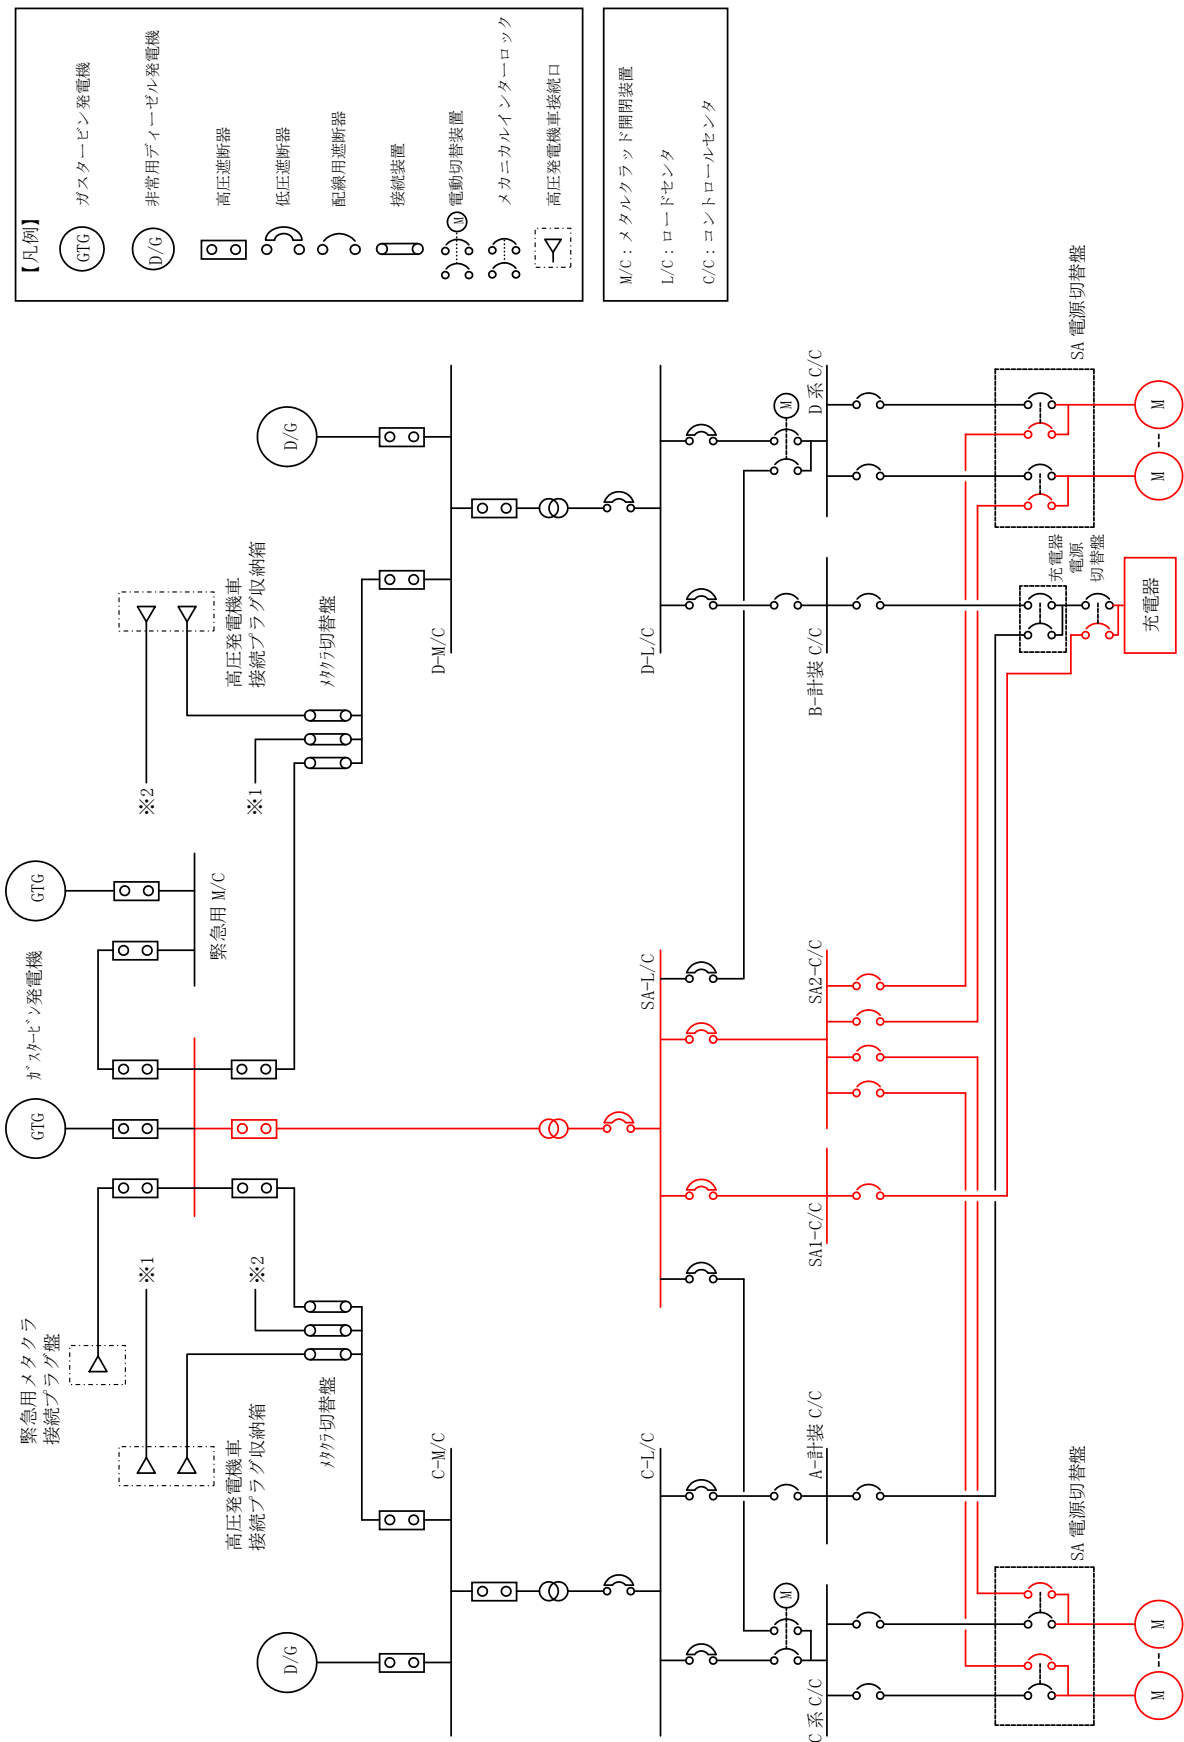 【凡例】
GTG
ガスタービン発電機
D/G
非常用ディーゼル発電機
高圧遮断器
低圧遮断器
配線用遮断器
接続装置
M
電動切替装置
メカニカルインターロック
高圧発電機車接続口
M/C：メタルクラッド開閉装置
L/C：ロードセンタ
C/C：コントロールセンタ
緊急用メタクラ
接続プラグ盤
GTG
GTG
ｶﾞｽﾀｰﾋﾞﾝ発電機
緊急用 M/C
※1
※2
※2
※1
高圧発電機車
接続プラグ収納箱
高圧発電機車
接続プラグ収納箱
ﾒﾀｸﾗ切替盤
ﾒﾀｸﾗ切替盤
D/G
D/G
C-M/C
D-M/C
C-L/C
SA-L/C
D-L/C
M
M
C 系 C/C
A-計装 C/C
SA1-C/C
SA2-C/C
B-計装 C/C
D 系 C/C
SA 電源切替盤
充電器
電源
切替盤
SA 電源切替盤
M
M
充電器
M
M